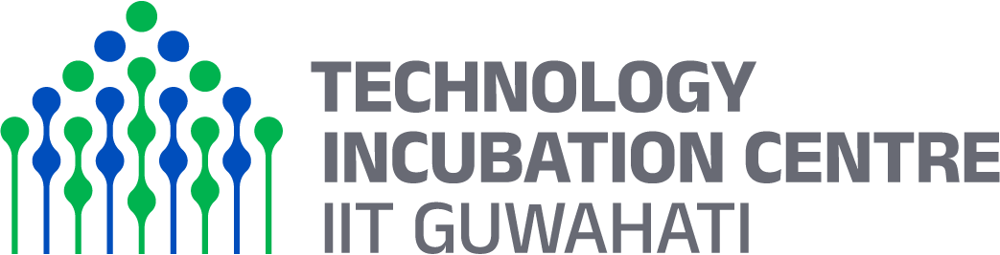 TECHNOLOGY
INCUBATION CENTRE
IIT GUWAHATI